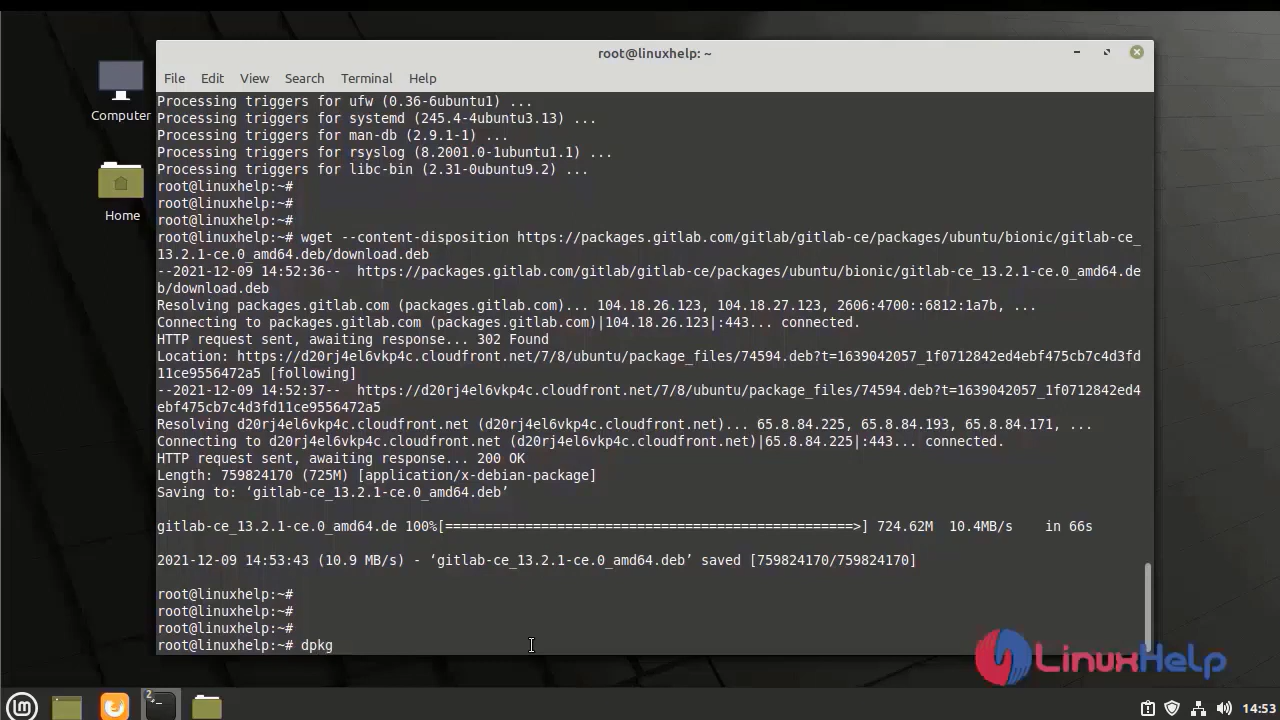 root@linuxhelp: ~
File Edit View Search Terminal Help
Computer
Home
Processing triggers for ufw (0.36-6ubuntu1) ...
Processing triggers for systemd (245.4-4ubuntu3.13) ...
Processing triggers for man-db (2.9.1-1) ...
Processing triggers for rsyslog (8.2001.0-1ubuntu1.1) ...
Processing triggers for libc-bin (2.31-0ubuntu9.2) ...
root@linuxhelp:~#
root@linuxhelp:~#
root@linuxhelp:~#
root@linuxhelp:~# wget --content-disposition https://packages.gitlab.com/gitlab/gitlab-ce/packages/ubuntu/bionic/gitlab-ce_
13.2.1-ce.0_amd64.deb/download.deb
--2021-12-09 14:52:36-- https://packages.gitlab.com/gitlab/gitlab-ce/packages/ubuntu/bionic/gitlab-ce_13.2.1-ce.0_amd64.de
b/download.deb
Resolving packages.gitlab.com (packages.gitlab.com)... 104.18.26.123, 104.18.27.123, 2606:4700::6812:1a7b, ...
Connecting to packages.gitlab.com (packages.gitlab.com)|104.18.26.123|:443... connected.
HTTP request sent, awaiting response... 302 Found
Location: https://d20rj4el6vkp4c.cloudfront.net/7/8/ubuntu/package_files/74594.deb?t=1639042057_1f0712842ed4ebf475cb7c4d3fd
11ce9556472a5 [following]
--2021-12-09 14:52:37-- https://d20rj4el6vkp4c.cloudfront.net/7/8/ubuntu/package_files/74594.deb?t=1639042057_1f0712842ed4
ebf475cb7c4d3fd11ce9556472a5
Resolving d20rj4el6vkp4c.cloudfront.net (d20rj4el6vkp4c.cloudfront.net)... 65.8.84.225, 65.8.84.193, 65.8.84.171, ...
Connecting to d20rj4el6vkp4c.cloudfront.net (d20rj4el6vkp4c.cloudfront.net)|65.8.84.225|:443... connected.
HTTP request sent, awaiting response... 200 OK
Length: 759824170 (725M) [application/x-debian-package]
Saving to: ‘gitlab-ce_13.2.1-ce.0_amd64.deb’
gitlab-ce_13.2.1-ce.0_amd64.de 100%[===================================================>] 724.62M 10.4MB/s in 66s
2021-12-09 14:53:43 (10.9 MB/s) - ‘gitlab-ce_13.2.1-ce.0_amd64.deb’ saved [759824170/759824170]
root@linuxhelp:~#
root@linuxhelp:~#
root@linuxhelp:~#
root@linuxhelp:~# dpkg
LinuxHelp
2
14:53